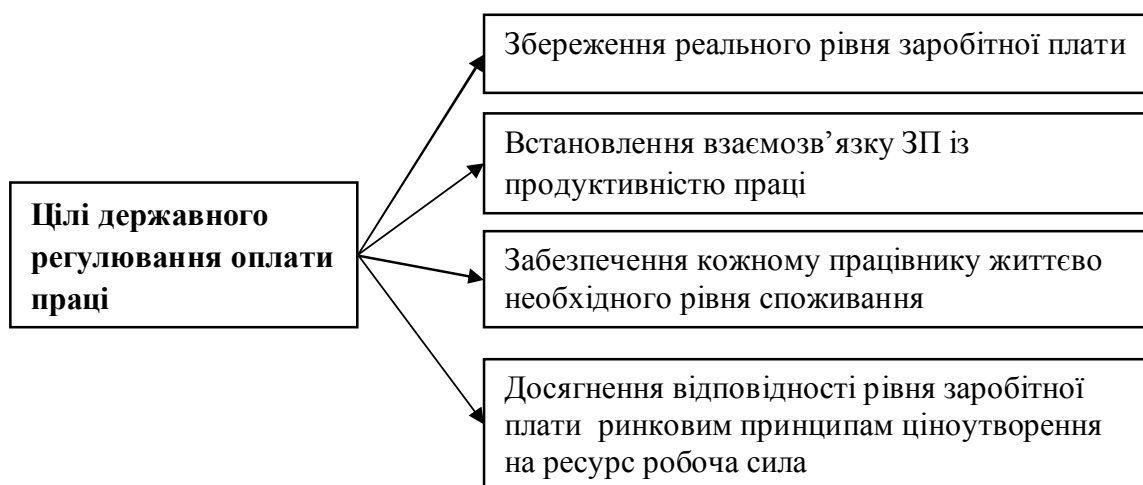 Цілі державного
регулювання оплати
праці
Збереження реального рівня заробітної плати
Встановлення взаємозв’язку ЗП із
продуктивністю праці
Забезпечення кожному працівнику життєво
необхідного рівня споживання
Досягнення відповідності рівня заробітної
плати ринковим принципам ціноутворення
на ресурс робоча сила